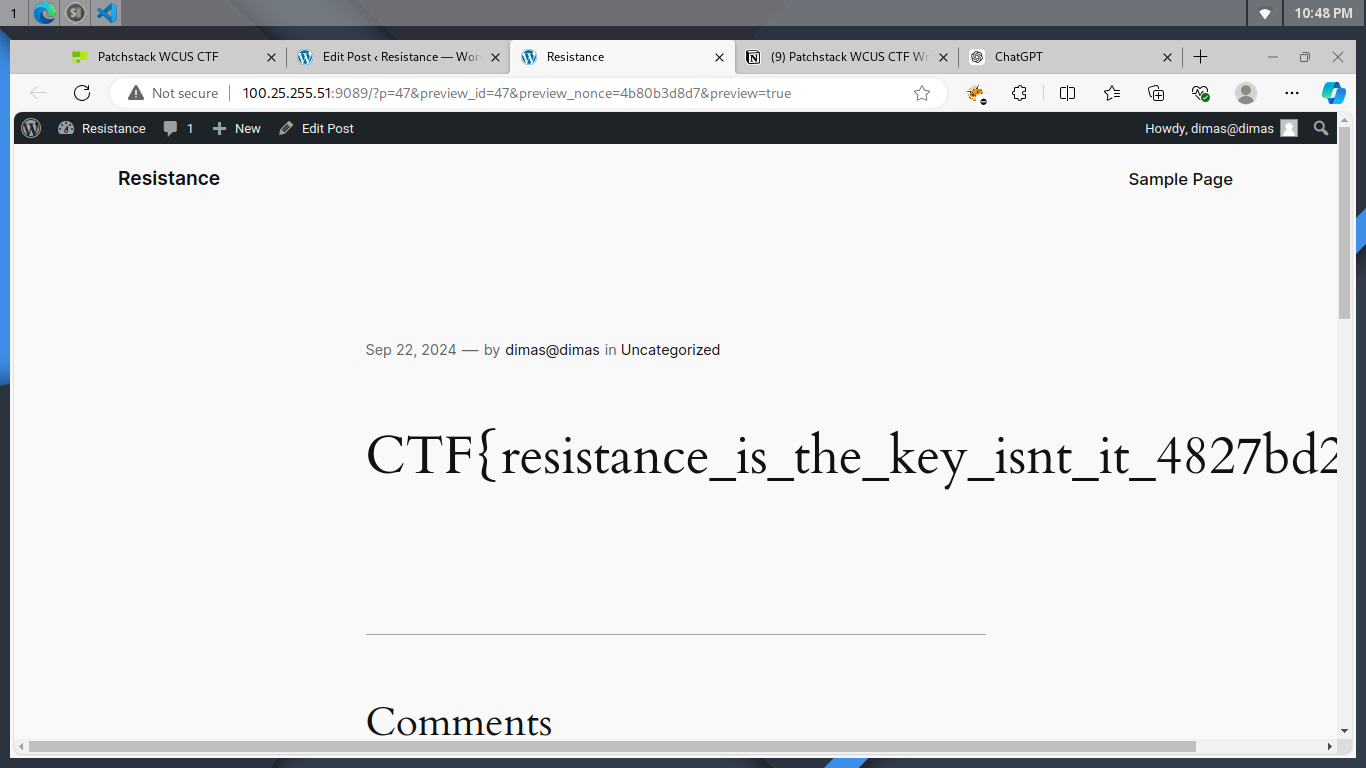 1
10:48 PM
Patchstack WCUS CTF
Edit Post ‹ Resistance — Wor
Resistance
(9) Patchstack WCUS CTF Wr
ChatGPT
Not secure
100.25.255.51:9089/?p=47&preview_id=47&preview_nonce=4b80b3d8d7&preview=true
Resistance
1
New
Edit Post
Howdy, dimas@dimas
Resistance
Sample Page
Sep 22, 2024 — by dimas@dimas in Uncategorized
CTF{resistance_is_the_key_isnt_it_4827bd2
Comments